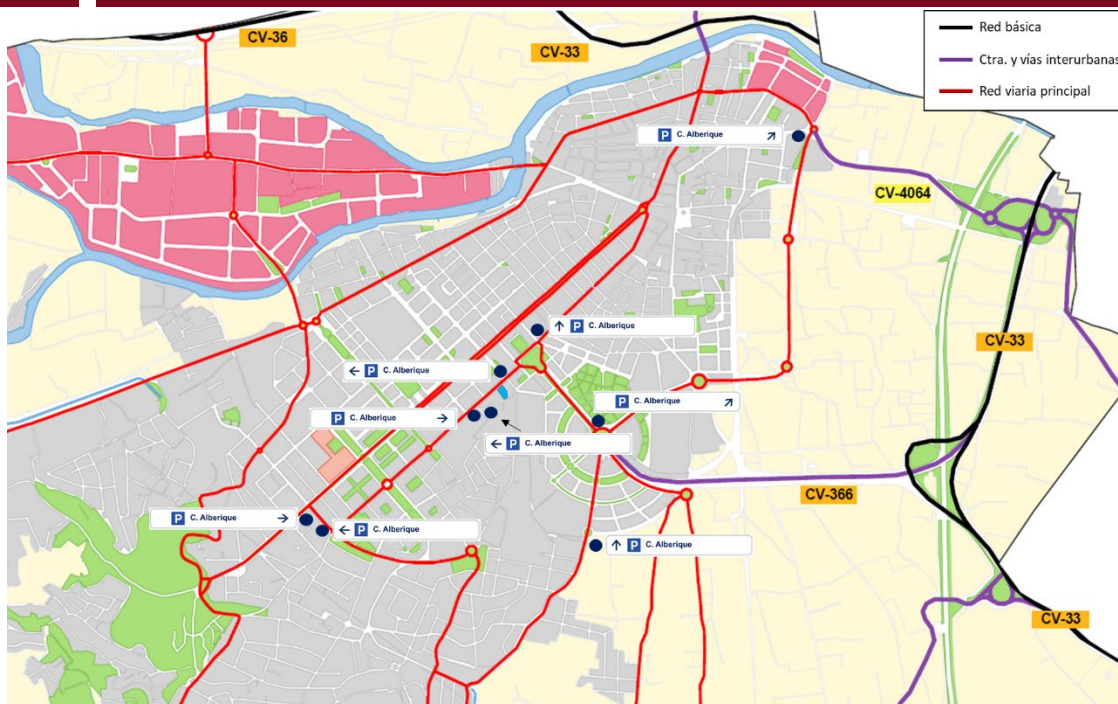 CV-36
CV-33
Red básica
Ctra. y vías interurbanas
Red viaria principal
P C. Alberique ↗
CV-4064
↑ P C. Alberique
CV-33
← P C. Alberique
P C. Alberique ↗
P C. Alberique →
← P C. Alberique
CV-366
P C. Alberique →
← P C. Alberique
↑ P C. Alberique
CV-33